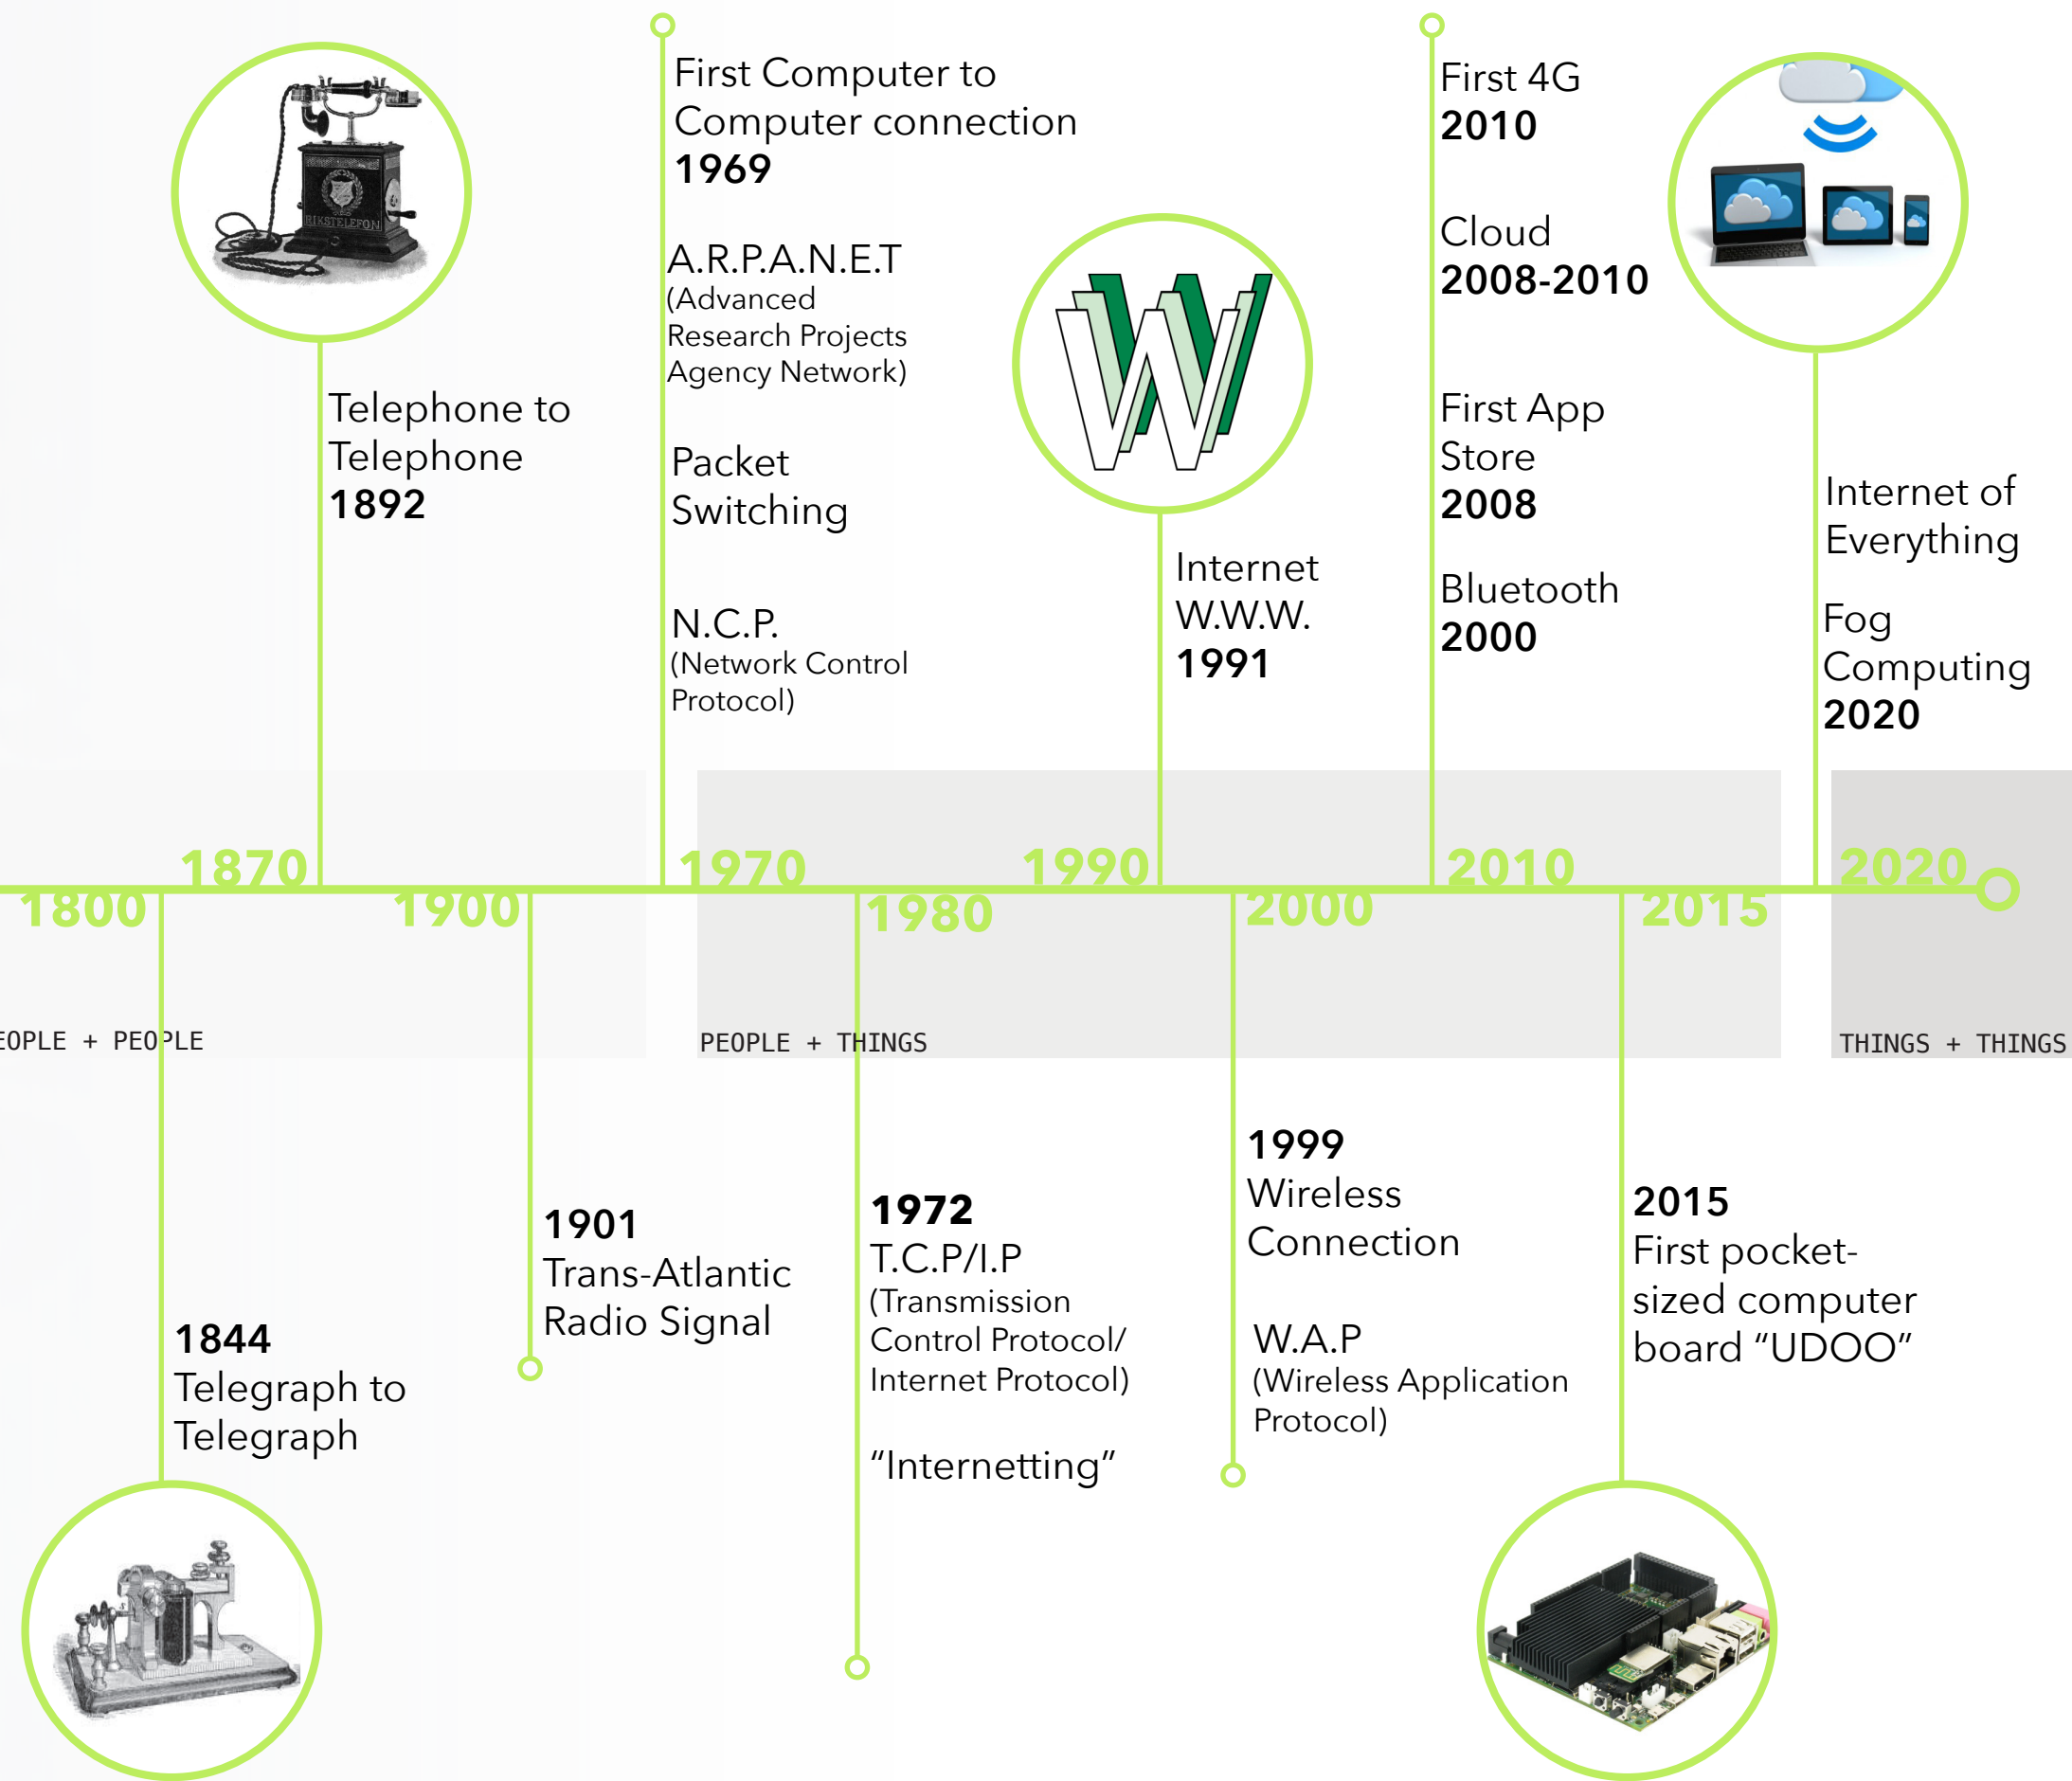 First Computer to
Computer connection
1969
A.R.P.A.N.E.T
(Advanced
Research Projects
Agency Network)
Packet
Switching
N.C.P.
(Network Control
Protocol)
First 4G
2010
Cloud
2008-2010
First App
Store
2008
Bluetooth
2000
RIKSTELEFON
Telephone to
Telephone
1892
W
Internet
W.W.W.
1991
Internet of
Everything
Fog
Computing
2020
1870
1970
1990
2010
2020
1800
1900
1980
2000
2015
EOPLE + PEOPLE
PEOPLE + THINGS
THINGS + THINGS
1844
Telegraph to
Telegraph
1901
Trans-Atlantic
Radio Signal
1972
T.C.P/I.P
(Transmission
Control Protocol/
Internet Protocol)
“Internetting”
1999
Wireless
Connection
W.A.P
(Wireless Application
Protocol)
2015
First pocket-
sized computer
board “UDOO”